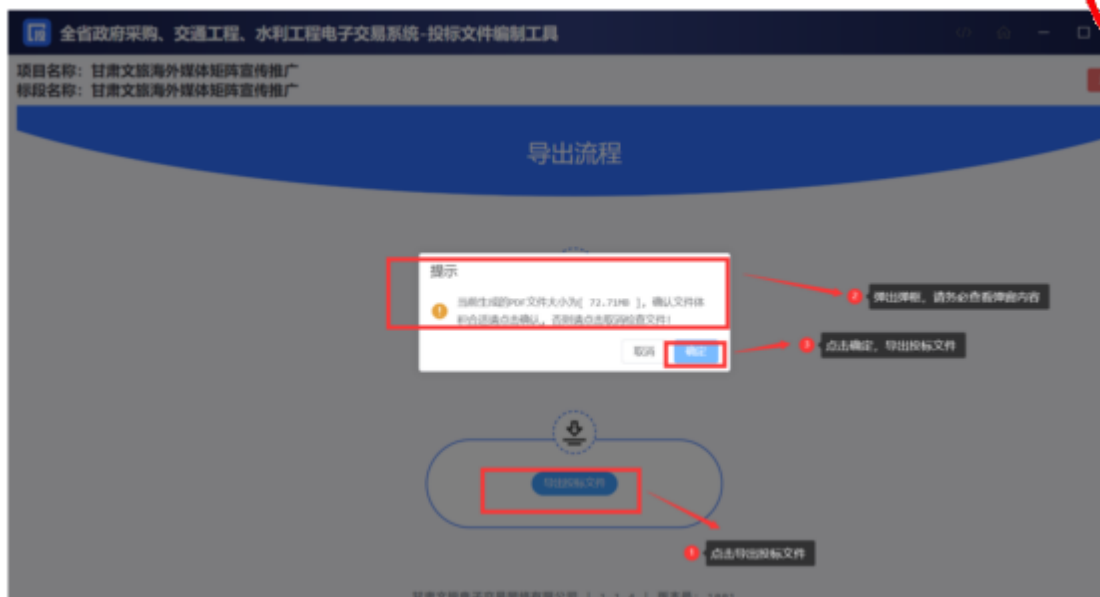 全省政府采购、交通工程、水利工程电子交易系统-投标文件编制工具
项目名称：甘肃文旅海外媒体矩阵宣传推广
标段名称：甘肃文旅海外媒体矩阵宣传推广
导出流程
提示
当前生成的PDF文件大小为[ 72.71MB ]，确认文件体
积合适请点击确认，否则请点击取消检查文件！
取消
确定
2 弹出弹框，请务必查看弹窗内容
3 点击确定，导出投标文件
导出投标文件
1 点击导出投标文件